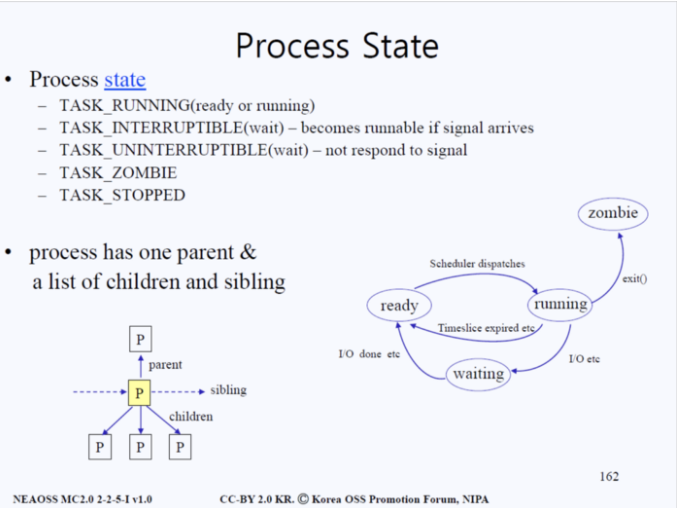 Process State
• Process state
– TASK_RUNNING(ready or running)
– TASK_INTERRUPTIBLE(wait) – becomes runnable if signal arrives
– TASK_UNINTERRUPTIBLE(wait) – not respond to signal
– TASK_ZOMBIE
– TASK_STOPPED
• process has one parent &
a list of children and sibling
zombie
Scheduler dispatches
exit()
ready
running
Timeslice expired etc
I/O done etc
I/O etc
waiting
P
parent
P
sibling
children
P P P
162
NEAOSS MC2.0 2-2-5-I v1.0 CC-BY 2.0 KR. Ⓒ Korea OSS Promotion Forum, NIPA